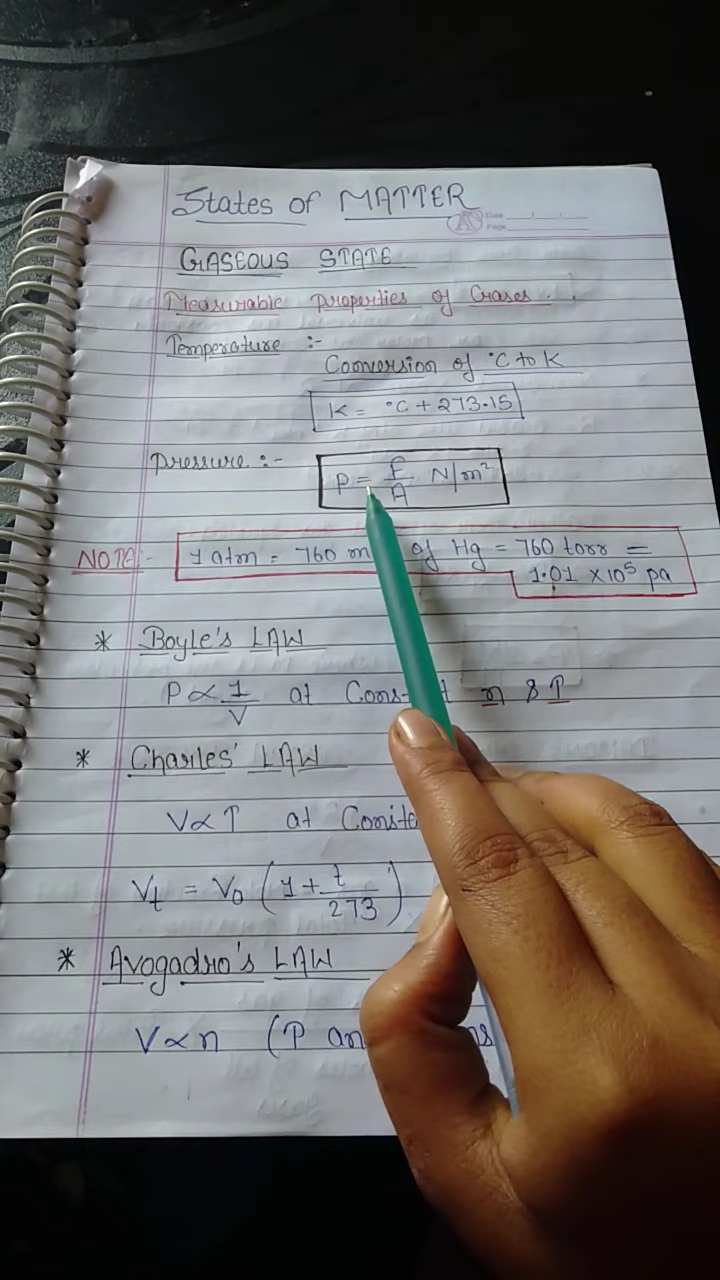 States of MATTER
Date
Page
GASEOUS STATE
Measurable Properties of Gases.
Temperature :-
Conversion of °C to K
K = °C + 273.15
Pressure :-
P = F/A N/m²
NOTE:- 1 atm = 760 m of Hg = 760 torr =
1.01 × 10⁵ pa
* Boyle's LAW
P ∝ 1/V at n & T
* Charles' LAW
V ∝ T at
Vt = V0 (1 + t/273)
* Avogadro's LAW
V ∝ n (P